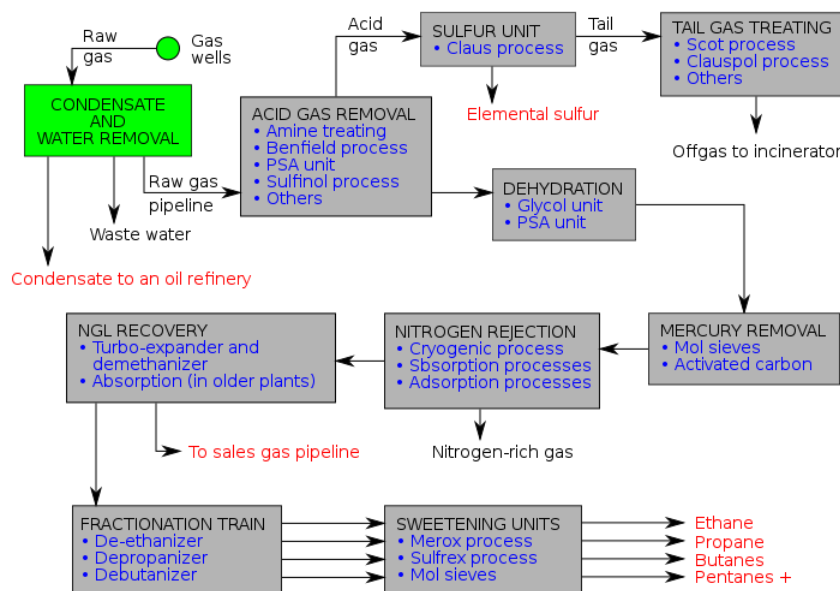 Raw
gas
Gas
wells
CONDENSATE
AND
WATER REMOVAL
Raw gas
pipeline
Waste water
Condensate to an oil refinery
ACID GAS REMOVAL
• Amine treating
• Benfield process
• PSA unit
• Sulfinol process
• Others
Acid
gas
SULFUR UNIT
• Claus process
Elemental sulfur
Tail
gas
TAIL GAS TREATING
• Scot process
• Clauspol process
• Others
Offgas to incinerator
DEHYDRATION
• Glycol unit
• PSA unit
MERCURY REMOVAL
• Mol sieves
• Activated carbon
NITROGEN REJECTION
• Cryogenic process
• Sbsorption processes
• Adsorption processes
Nitrogen-rich gas
NGL RECOVERY
• Turbo-expander and
demethanizer
• Absorption (in older plants)
To sales gas pipeline
FRACTIONATION TRAIN
• De-ethanizer
• Depropanizer
• Debutanizer
SWEETENING UNITS
• Merox process
• Sulfrex process
• Mol sieves
Ethane
Propane
Butanes
Pentanes +